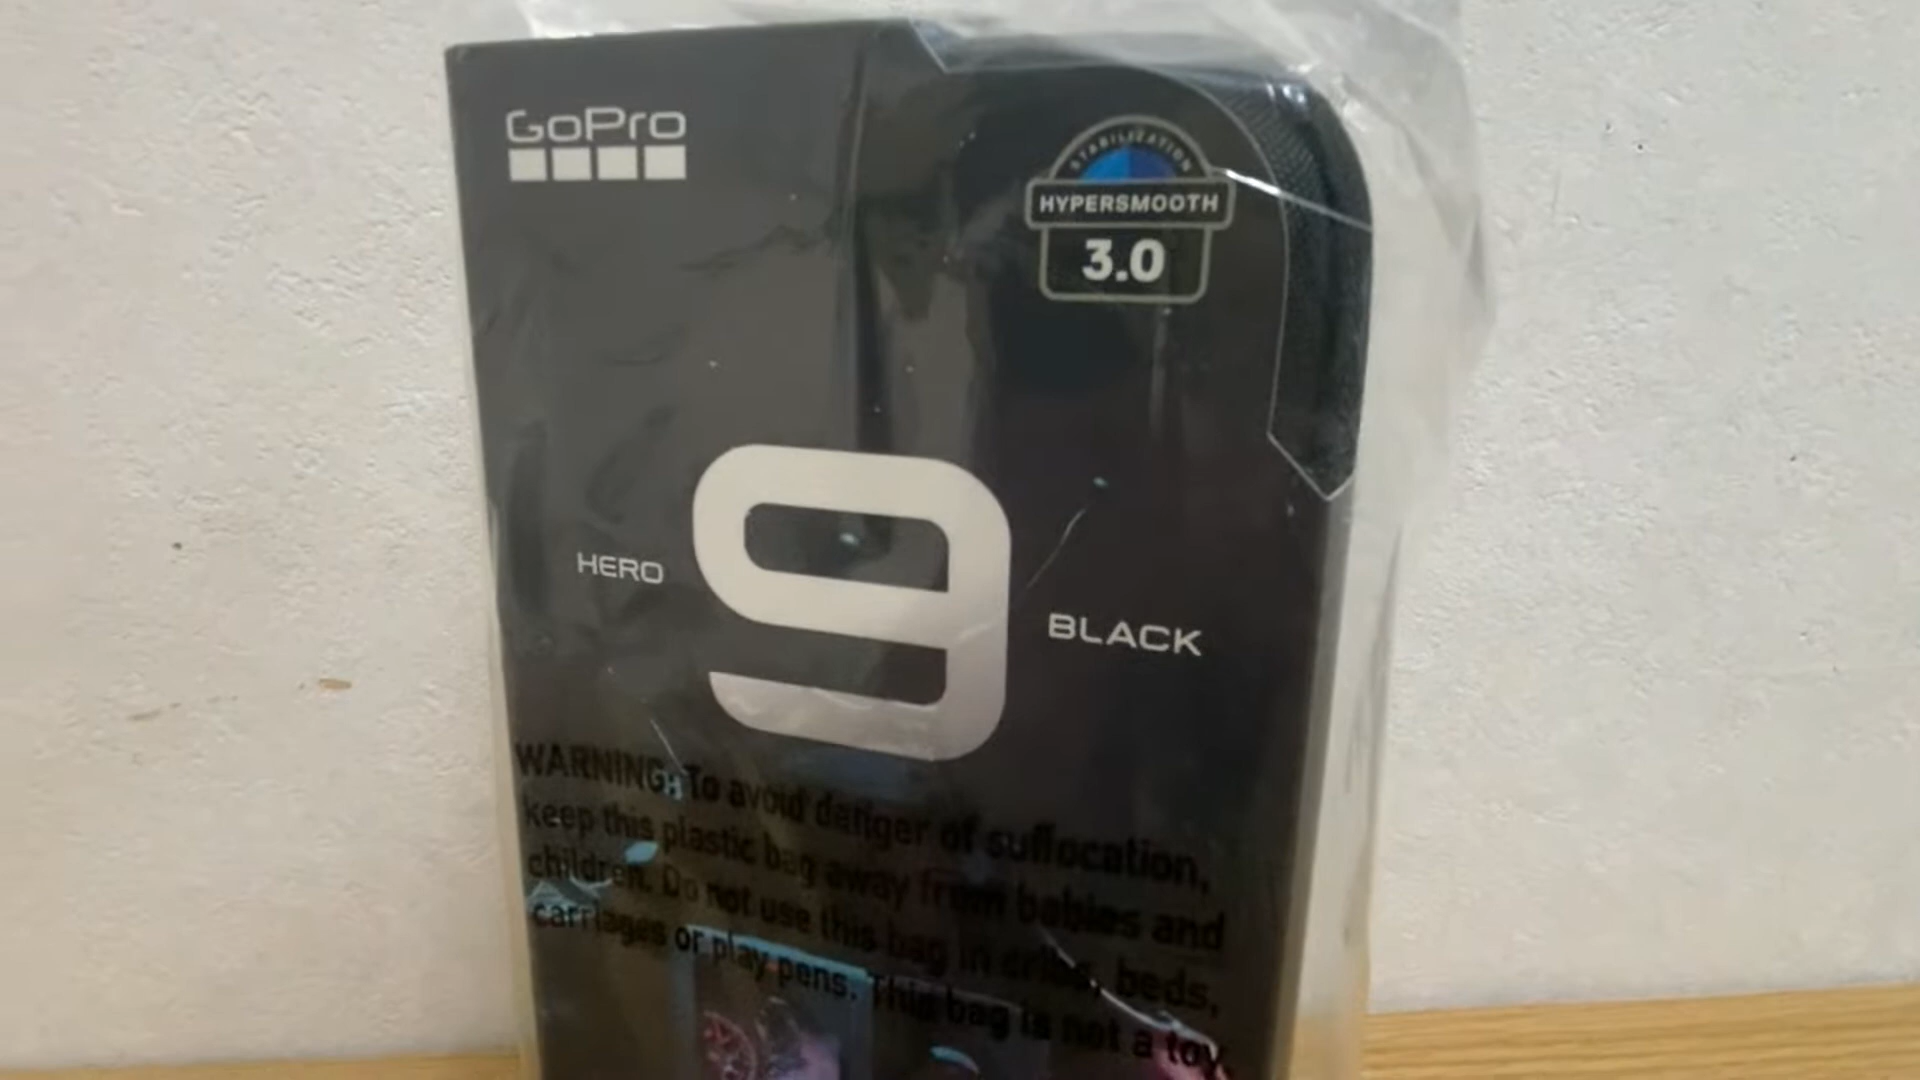 GoPro
STABILIZATION
HYPERSMOOTH
3.0
HERO
9
BLACK
WARNING: To avoid danger of suffocation,
keep this plastic bag away from babies and
children. Do not use this bag in cribs, beds,
carriages or play pens. This bag is not a toy.